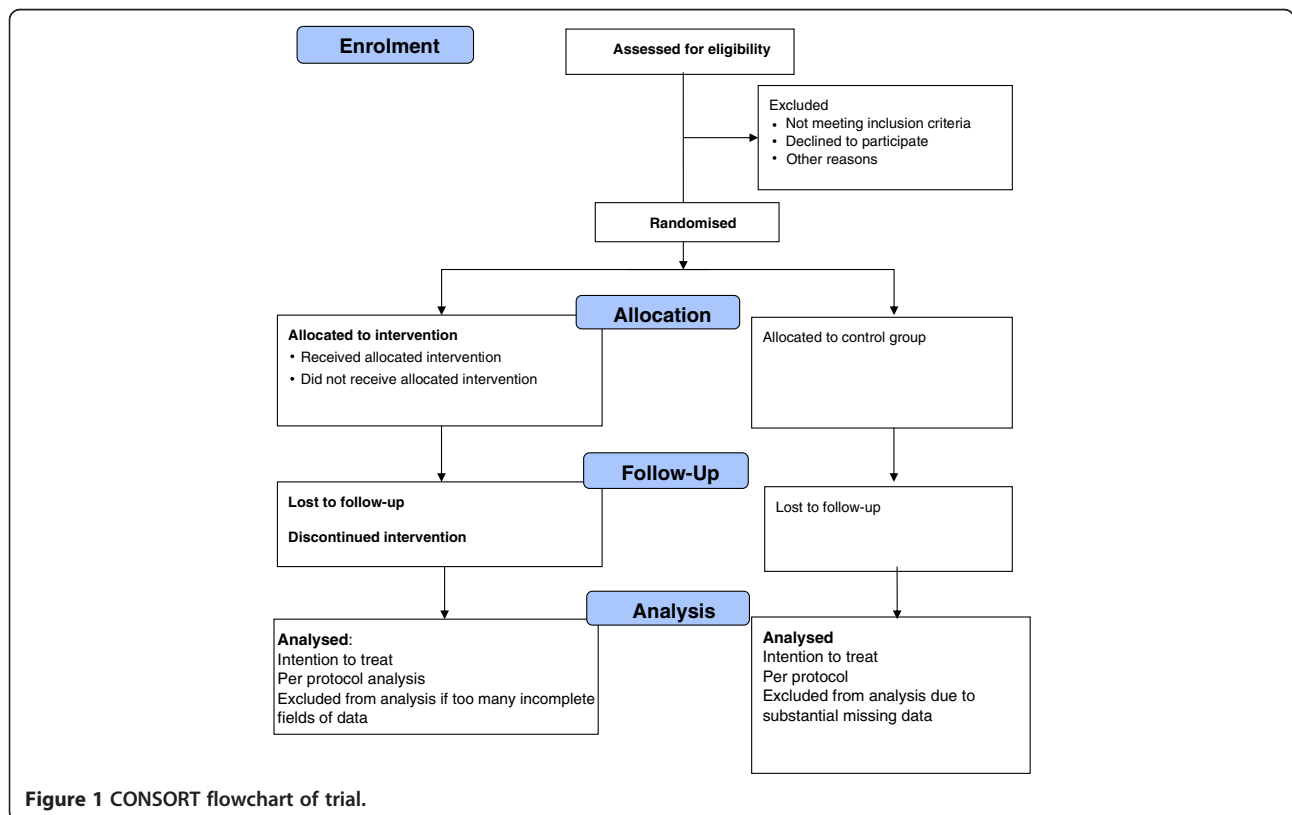 Enrolment
Assessed for eligibility
Excluded
• Not meeting inclusion criteria
• Declined to participate
• Other reasons
Randomised
Allocation
Allocated to intervention
• Received allocated intervention
• Did not receive allocated intervention
Allocated to control group
Follow-Up
Lost to follow-up
Discontinued intervention
Lost to follow-up
Analysis
Analysed:
Intention to treat
Per protocol analysis
Excluded from analysis if too many incomplete
fields of data
Analysed
Intention to treat
Per protocol
Excluded from analysis due to
substantial missing data
Figure 1 CONSORT flowchart of trial.